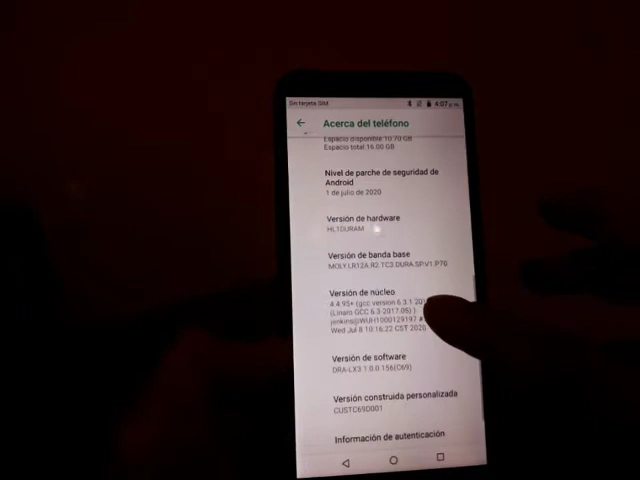 Sin tarjeta SIM 4:07 p.m.
Acerca del teléfono
Espacio disponible:10.70 GB
Espacio total:16.00 GB
Nivel de parche de seguridad de
Android
1 de julio de 2020
Versión de hardware
HL1DURAM
Versión de banda base
MOLY.LR12A.R2.TC3.DURA.SP.V1.P70
Versión de núcleo
4.4.95+ (gcc version 6.3.1 20
(Linaro GCC 6.3-2017.05) )
jenkins@WUH1000129197 #
Wed Jul 8 10:16:22 CST 2020
Versión de software
DRA-LX3 1.0.0.156(C69)
Versión construida personalizada
CUSTC69D001
Información de autenticación